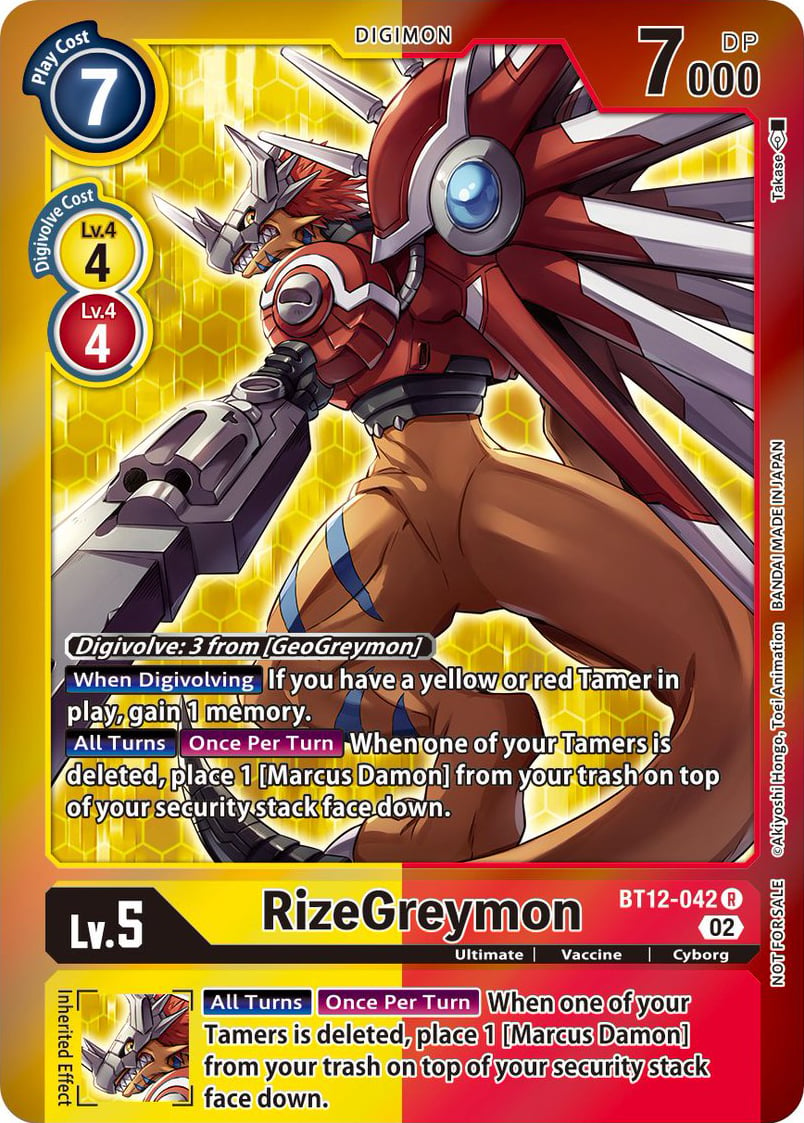 DIGIMON
Play Cost
7
7000
DP
Digivolve Cost
Lv.4
4
Lv.4
4
Takase
Digivolve: 3 from [GeoGreymon]
When Digivolving If you have a yellow or red Tamer in
play, gain 1 memory.
All Turns Once Per Turn When one of your Tamers is
deleted, place 1 [Marcus Damon] from your trash on top
of your security stack face down.
©Akiyoshi Hongo, Toei Animation BANDAI MADE IN JAPAN
Lv.5
RizeGreymon
BT12-042 R
02
Ultimate | Vaccine | Cyborg
NOT FOR SALE
Inherited Effect
All Turns Once Per Turn When one of your
Tamers is deleted, place 1 [Marcus Damon]
from your trash on top of your security stack
face down.